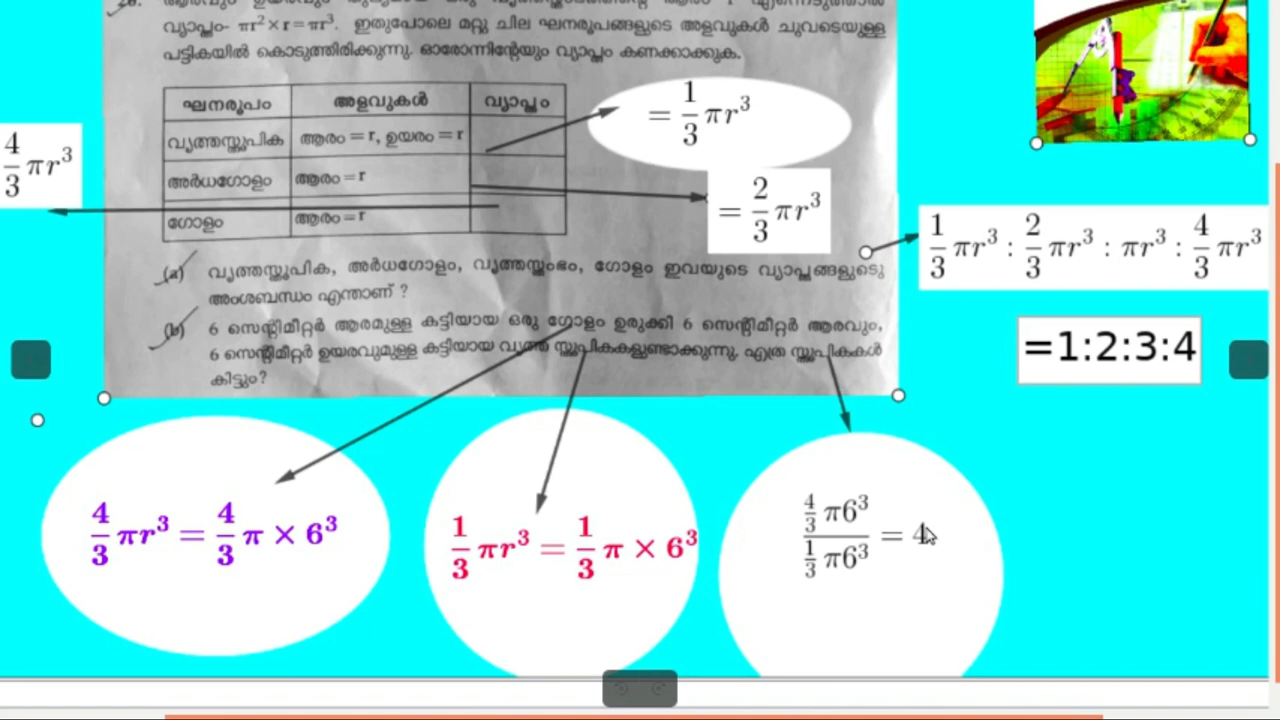 വ്യാപ്തം- πr²×r=πr³. ഇതുപോലെ മറ്റു ചില ഘനരൂപങ്ങളുടെ അളവുകൾ ചുവടെയുള്ള
പട്ടികയിൽ കൊടുത്തിരിക്കുന്നു. ഓരോന്നിന്റേയും വ്യാപ്തം കണക്കാക്കുക.
ഘനരൂപം അളവുകൾ വ്യാപ്തം
വൃത്തസ്തൂപിക ആരം = r, ഉയരം = r
= 1/3 πr³
അർധഗോളം ആരം = r
= 2/3 πr³
ഗോളം ആരം = r
4/3 πr³
(a) വൃത്തസ്തൂപിക, അർധഗോളം, വൃത്തസ്തംഭം, ഗോളം ഇവയുടെ വ്യാപ്തങ്ങളുടെ
അംശബന്ധം എന്താണ് ?
1/3 πr³ : 2/3 πr³ : πr³ : 4/3 πr³
=1:2:3:4
(b) 6 സെന്റിമീറ്റർ ആരമുള്ള കട്ടിയായ ഒരു ഗോളം ഉരുക്കി 6 സെന്റിമീറ്റർ ആരവും,
6 സെന്റിമീറ്റർ ഉയരവുമുള്ള കട്ടിയായ വൃത്ത സ്തൂപികകളുണ്ടാക്കുന്നു. എത്ര സ്തൂപികകൾ
കിട്ടും?
4/3 πr³ = 4/3 π × 6³
1/3 πr³ = 1/3 π × 6³
4/3 π6³ / 1/3 π6³ = 4